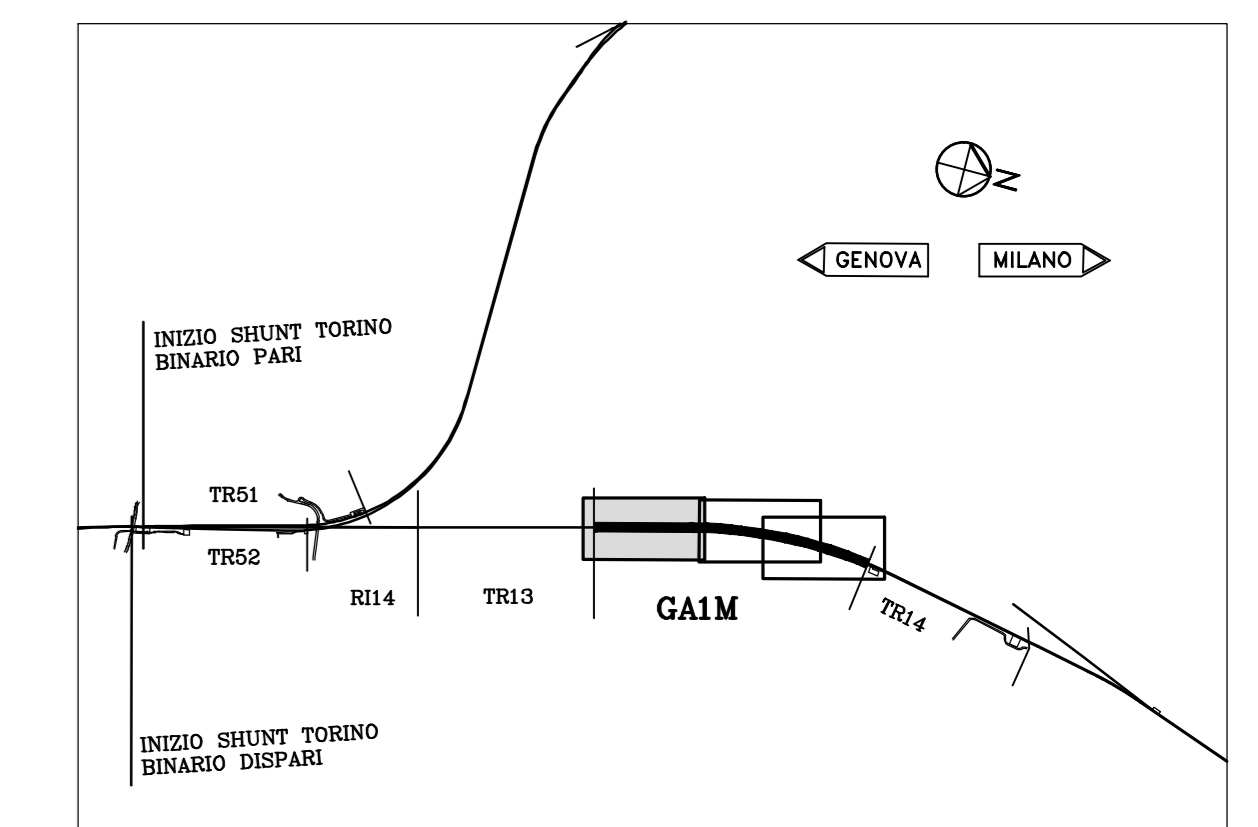 N
GENOVA
MILANO
INIZIO SHUNT TORINO
BINARIO PARI
TR51
TR52
RI14
TR13
GA1M
TR14
INIZIO SHUNT TORINO
BINARIO DISPARI